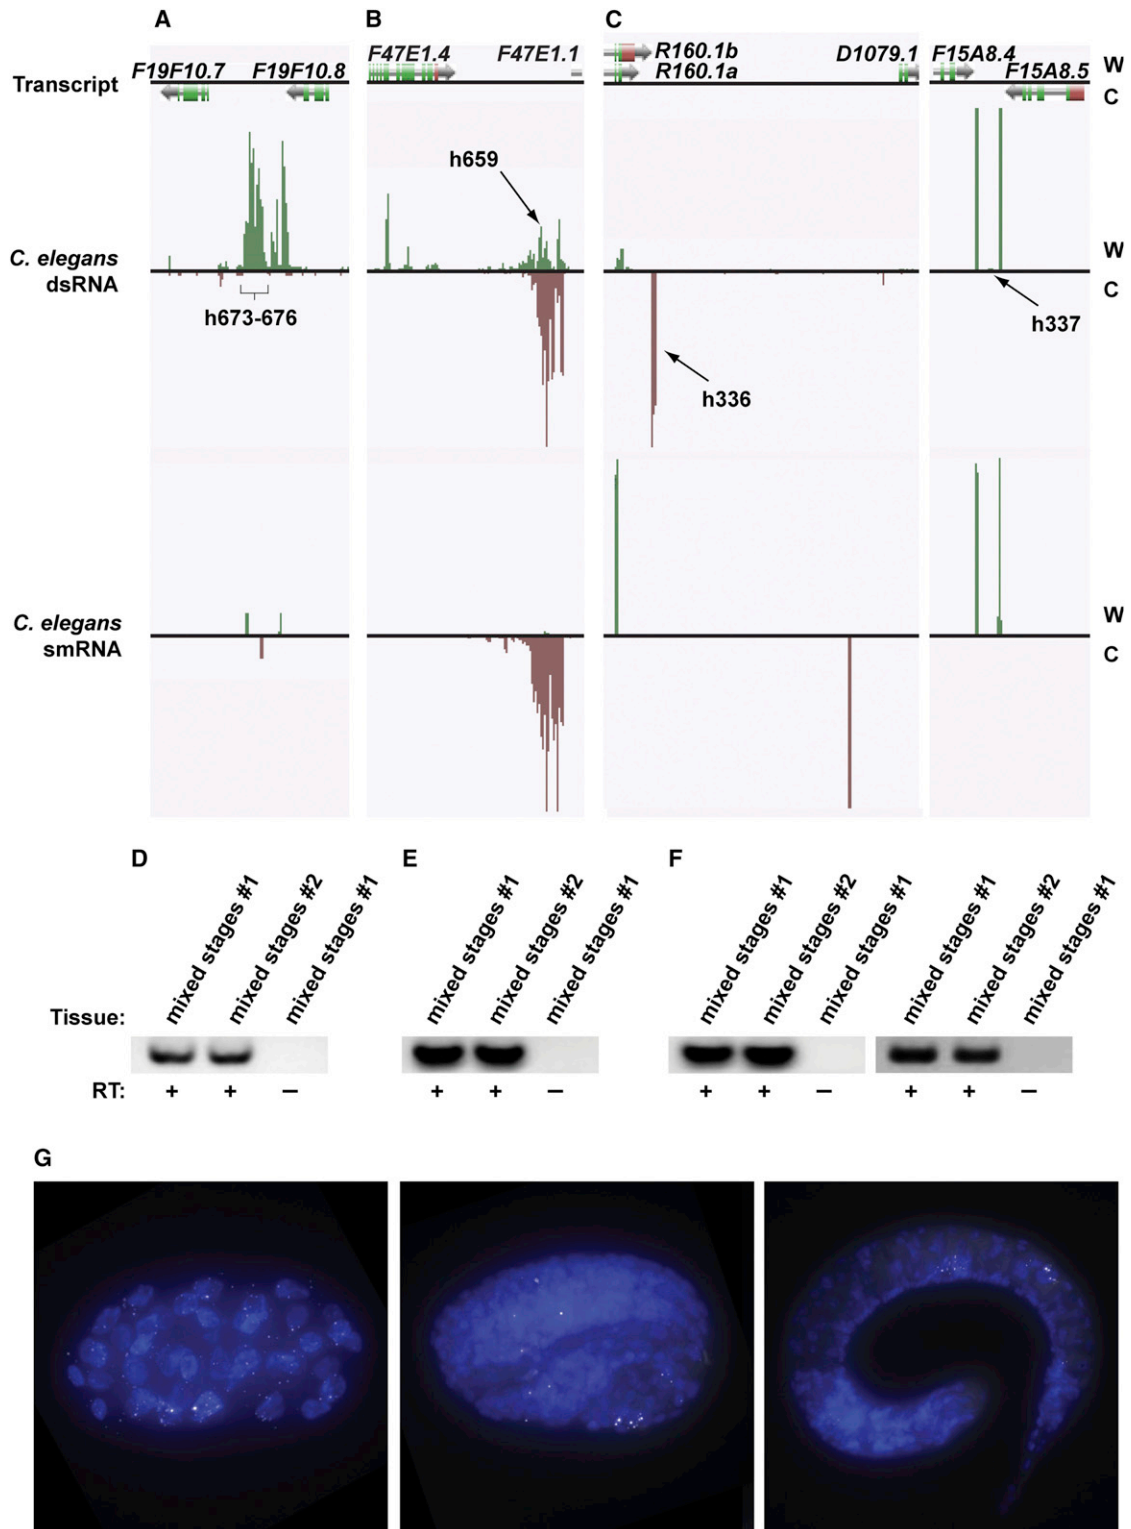 A B C
F19F10.7 F19F10.8
F47E1.4 F47E1.1
R160.1b
R160.1a D1079.1
F15A8.4
F15A8.5
Transcript
W
C
h659
C. elegans
dsRNA
W
C
h673-676
h336
h337
C. elegans
smRNA
W
C
D E F
mixed stages #1 mixed stages #2 mixed stages #1
mixed stages #1 mixed stages #2 mixed stages #1
mixed stages #1 mixed stages #2 mixed stages #1
mixed stages #1 mixed stages #2 mixed stages #1
Tissue:
RT: + + – + + – + + – + + –
G